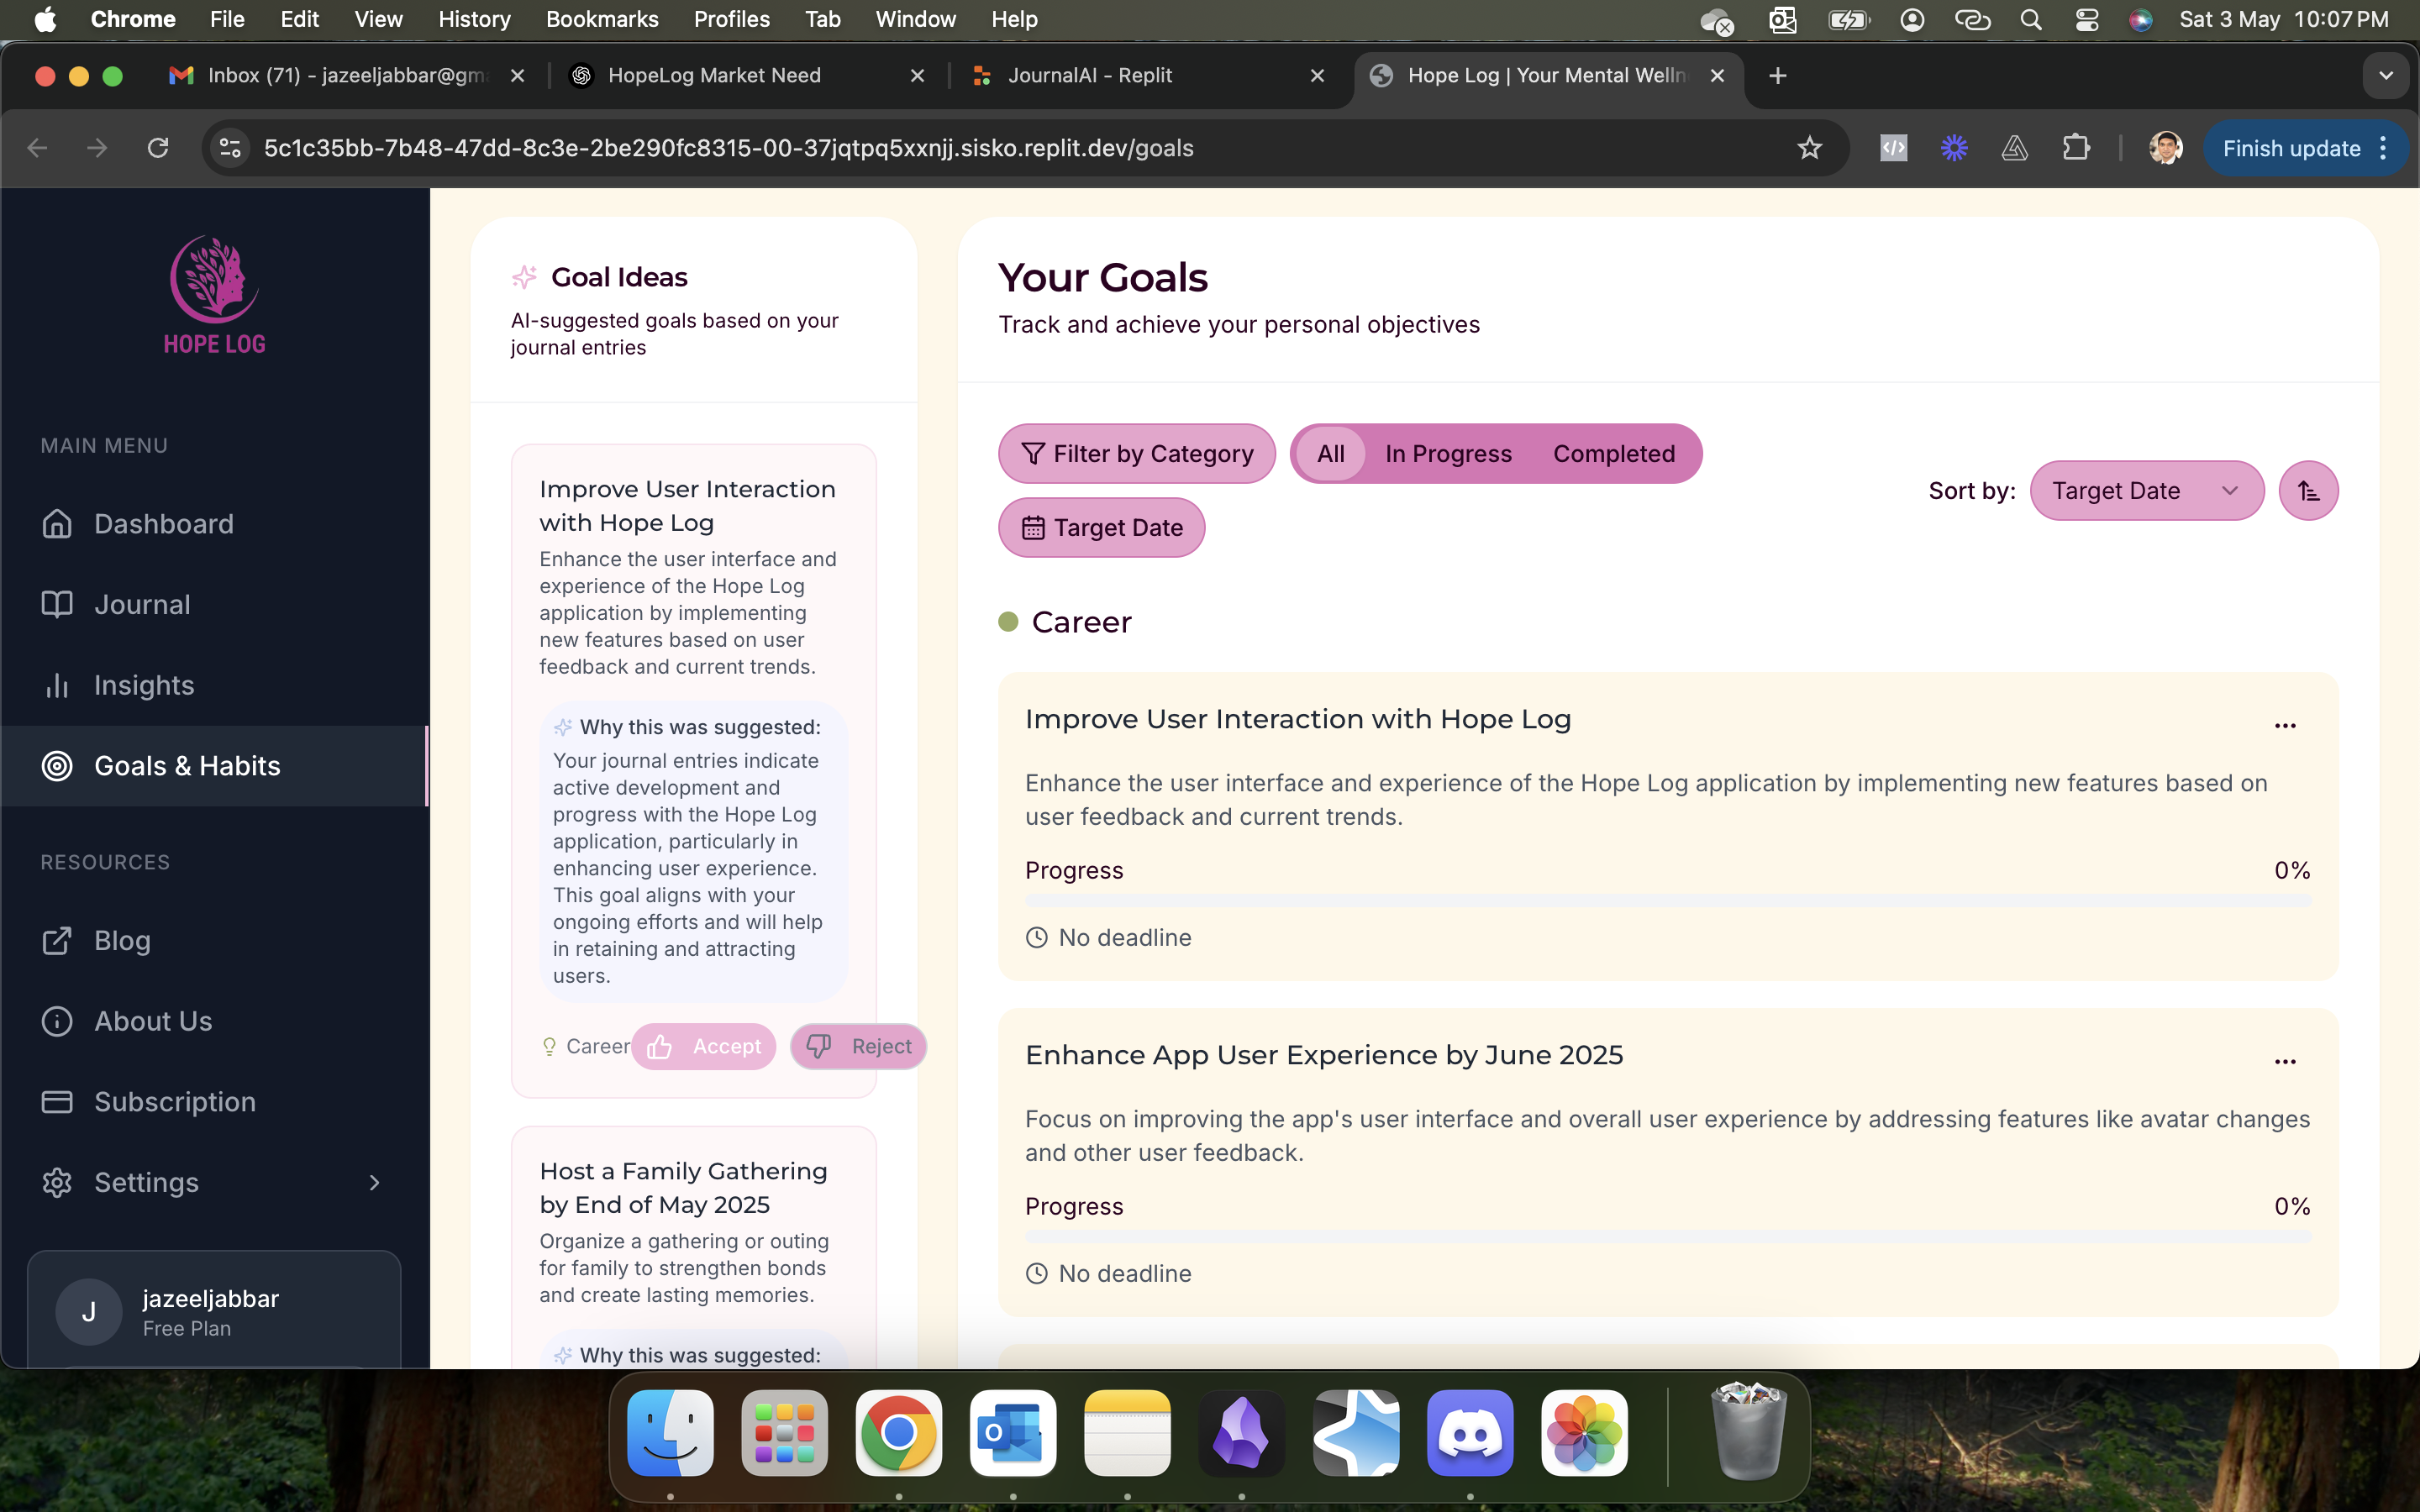 Chrome File Edit View History Bookmarks Profiles Tab Window Help Sat 3 May 10:07 PM
Inbox (71) - jazeeljabbar@gm HopeLog Market Need JournalAI - Replit Hope Log | Your Mental Welln
5c1c35bb-7b48-47dd-8c3e-2be290fc8315-00-37jqtpq5xxnjj.sisko.replit.dev/goals Finish update
HOPE LOG
MAIN MENU
Dashboard
Journal
Insights
Goals & Habits
RESOURCES
Blog
About Us
Subscription
Settings
J
jazeeljabbar
Free Plan
Goal Ideas
AI-suggested goals based on your
journal entries
Improve User Interaction
with Hope Log
Enhance the user interface and
experience of the Hope Log
application by implementing
new features based on user
feedback and current trends.
Why this was suggested:
Your journal entries indicate
active development and
progress with the Hope Log
application, particularly in
enhancing user experience.
This goal aligns with your
ongoing efforts and will help
in retaining and attracting
users.
Career Accept Reject
Host a Family Gathering
by End of May 2025
Organize a gathering or outing
for family to strengthen bonds
and create lasting memories.
Why this was suggested:
Your Goals
Track and achieve your personal objectives
Filter by Category All In Progress Completed
Target Date
Sort by: Target Date
Career
Improve User Interaction with Hope Log
...
Enhance the user interface and experience of the Hope Log application by implementing new features based on
user feedback and current trends.
Progress 0%
No deadline
Enhance App User Experience by June 2025
...
Focus on improving the app's user interface and overall user experience by addressing features like avatar changes
and other user feedback.
Progress 0%
No deadline